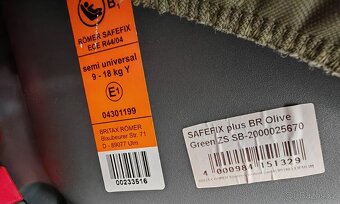 B1
RÖMER SAFEFIX
ECE R44/04
semi universal
9 - 18 kg Y
E1
04301199
BRITAX RÖMER
Blaubeurer Str. 71
D - 89077 Ulm
00233516
SAFEFIX plus BR Olive
Green ZS SB-2000025670
4 000984 151329